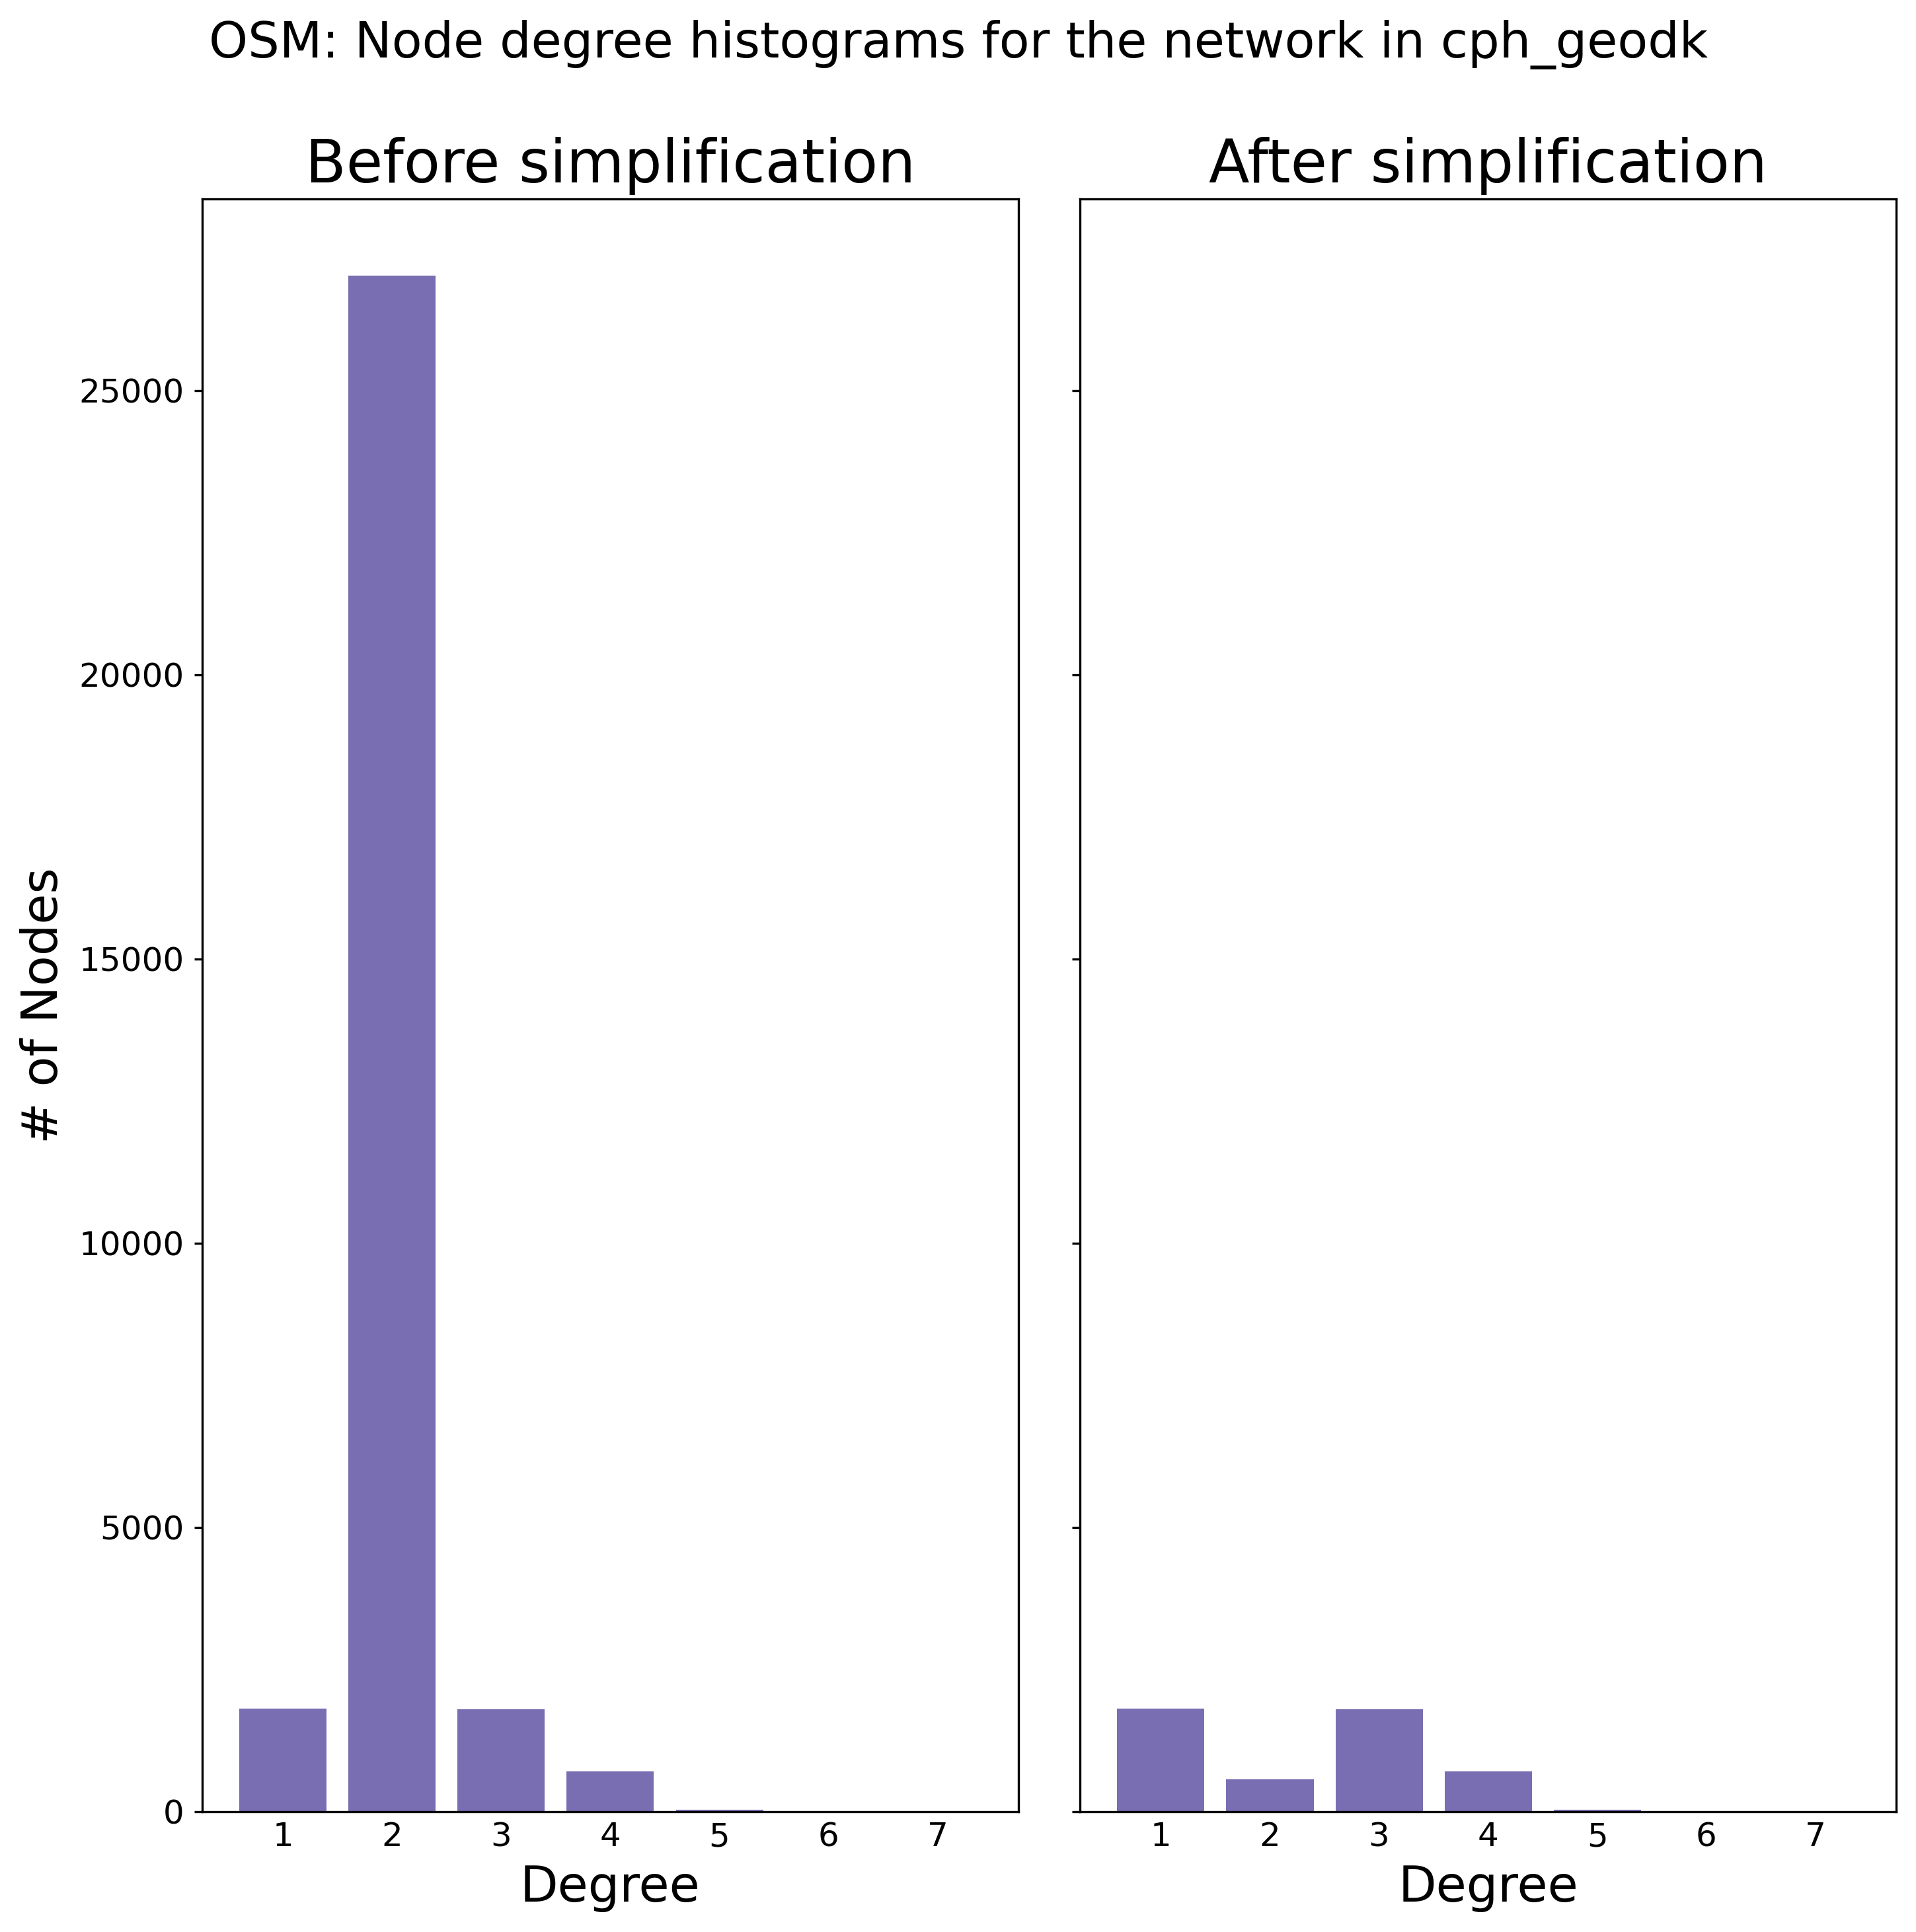 OSM: Node degree histograms for the network in cph_geodk
Before simplification
After simplification
# of Nodes
25000
20000
15000
10000
5000
0
1 2 3 4 5 6 7
1 2 3 4 5 6 7
Degree
Degree